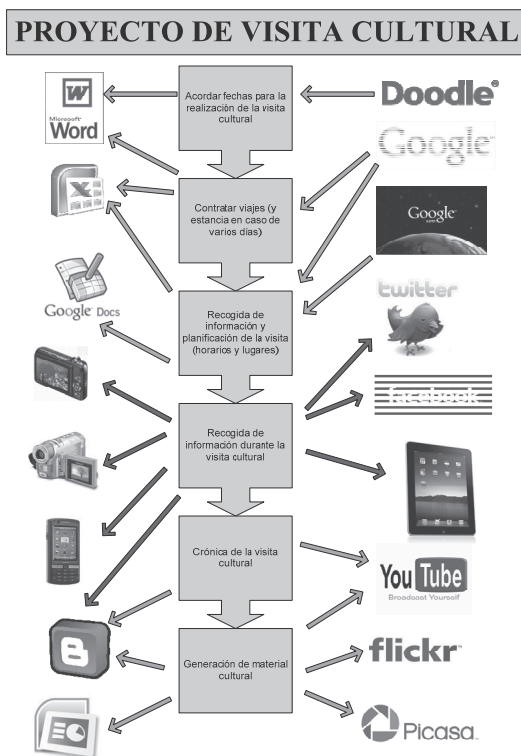 PROYECTO DE VISITA CULTURAL
Microsoft
Word
Acordar fechas para la
realización de la visita
cultural
Doodle
Google
Contratar viajes (y
estancia en caso de
varios días)
Google
Google Docs
Recogida de
información y
planificación de la visita
(horarios y lugares)
twitter
facebook
Recogida de
información durante la
visita cultural
Crónica de la visita
cultural
You Tube
Broadcast Yourself
Generación de material
cultural
flickr
Picasa